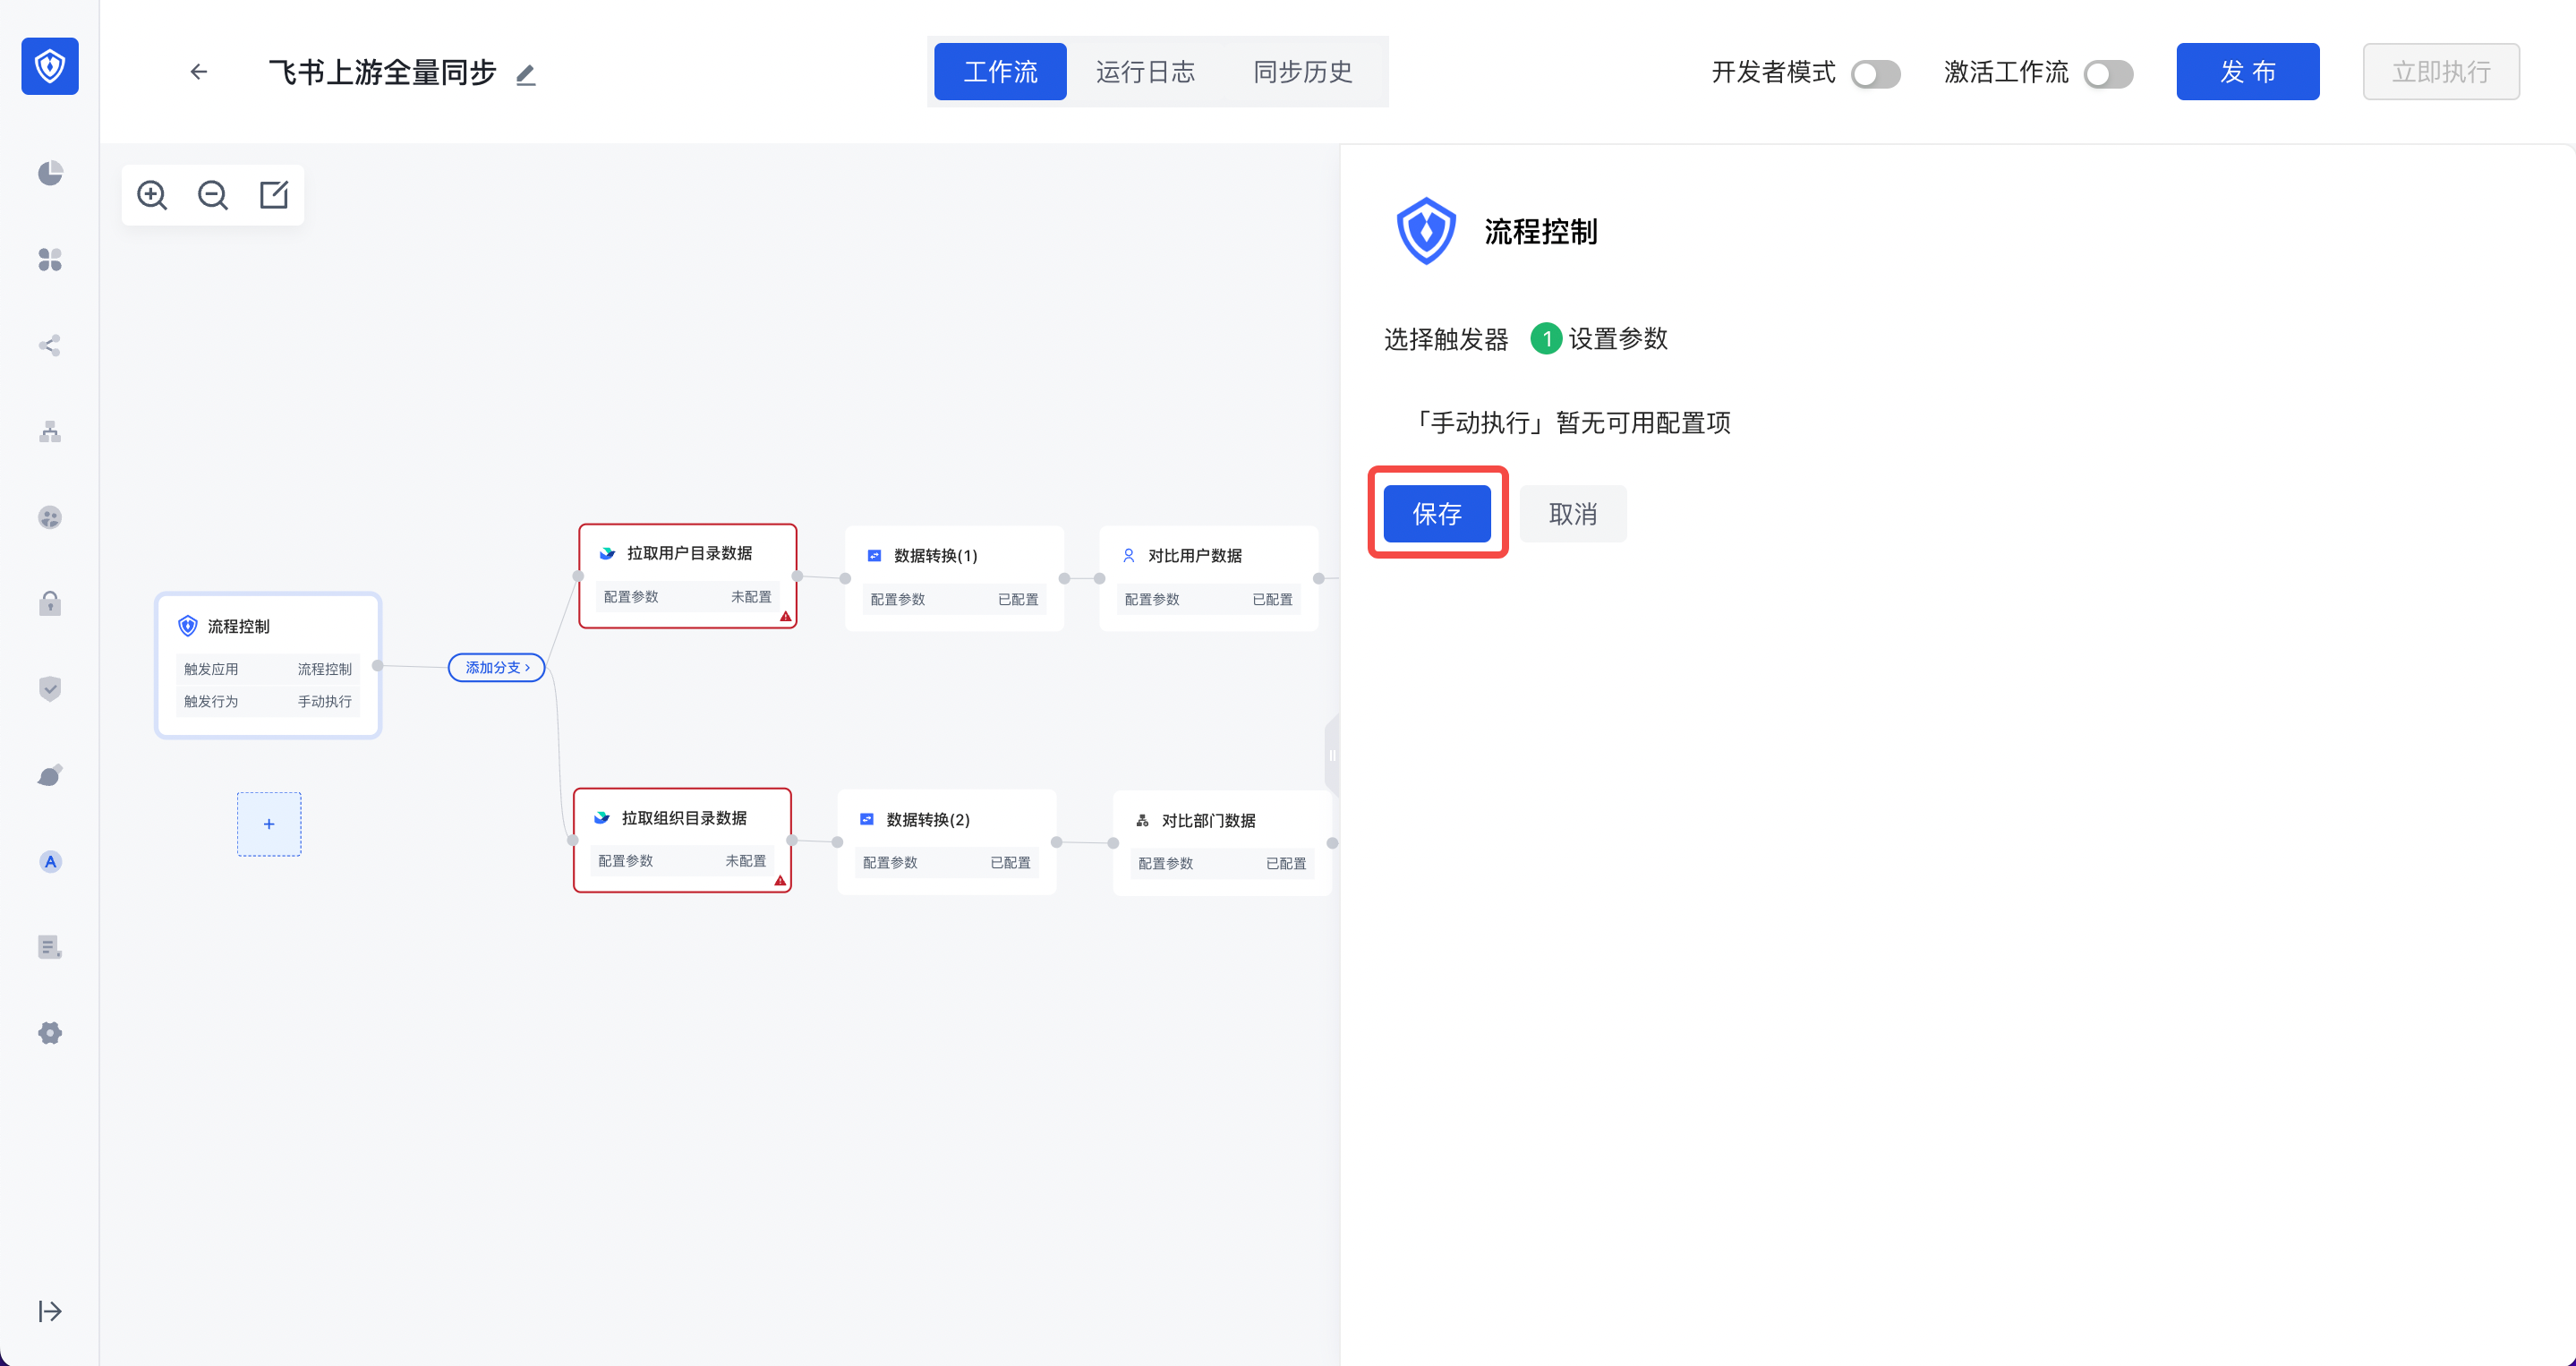 飞书上游全量同步
工作流 运行日志 同步历史
开发者模式 激活工作流 发布 立即执行
流程控制
选择触发器 1 设置参数
「手动执行」暂无可用配置项
保存 取消
拉取用户目录数据
配置参数 未配置
数据转换(1)
配置参数 已配置
对比用户数据
配置参数 已配置
流程控制
触发应用 流程控制
触发行为 手动执行
添加分支 ›
+
拉取组织目录数据
配置参数 未配置
数据转换(2)
配置参数 已配置
对比部门数据
配置参数 已配置
A